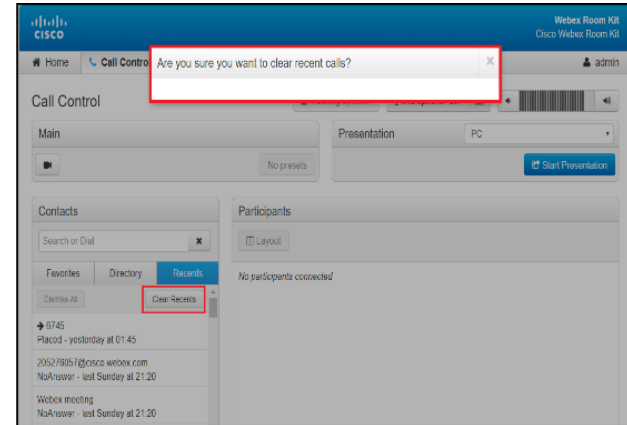 CISCO
Webex Room Kit
Cisco Webex Room Kit
Home
Call Contro
Are you sure you want to clear recent calls?
×
admin
Call Control
Main
No presets
Presentation
PC
Start Presentation
Contacts
Search or Dial
x
Favorites Directory Recents
Dismiss All
Clear Recents
→ 6745
Placed - yesterday at 01:45
205276057@cisco.webex.com
NoAnswer - last Sunday at 21:20
Webex meeting
NoAnswer - last Sunday at 21:20
Participants
Layout
No participants connected